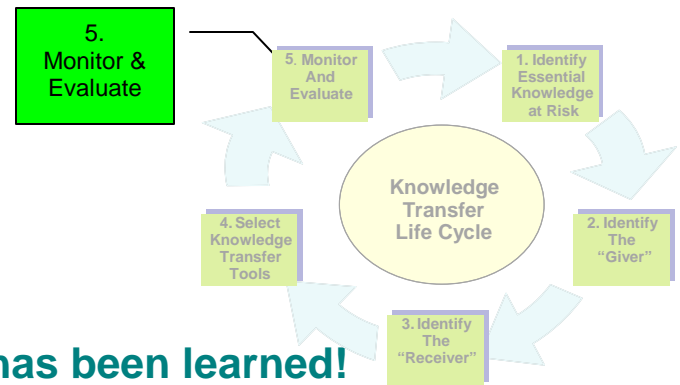 5.
Monitor &
Evaluate
5. Monitor
And
Evaluate
1. Identify
Essential
Knowledge
at Risk
Knowledge
Transfer
Life Cycle
4. Select
Knowledge
Transfer
Tools
2. Identify
The
“Giver”
3. Identify
The
“Receiver”
has been learned!